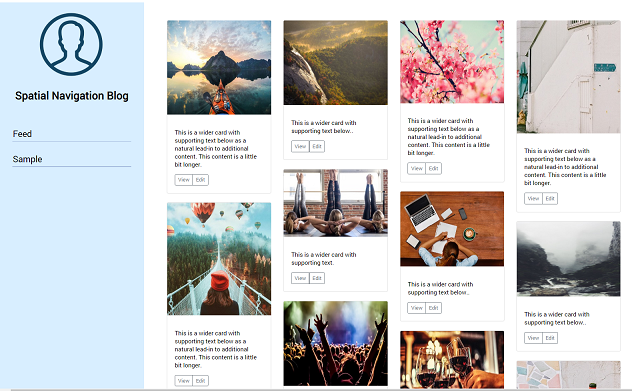 Spatial Navigation Blog
Feed
Sample
This is a wider card with
supporting text below as a
natural lead-in to additional
content. This content is a little
bit longer.
View Edit
This is a wider card with
supporting text below as a
natural lead-in to additional
content. This content is a little
bit longer.
View Edit
This is a wider card with
supporting text below..
View Edit
This is a wider card with
supporting text.
View Edit
This is a wider card with
supporting text below as a
natural lead-in to additional
content. This content is a little
bit longer.
View Edit
This is a wider card with
supporting text below..
View Edit
This is a wider card with
supporting text below as a
natural lead-in to additional
content. This content is a little
bit longer.
View Edit
This is a wider card with
supporting text below..
View Edit